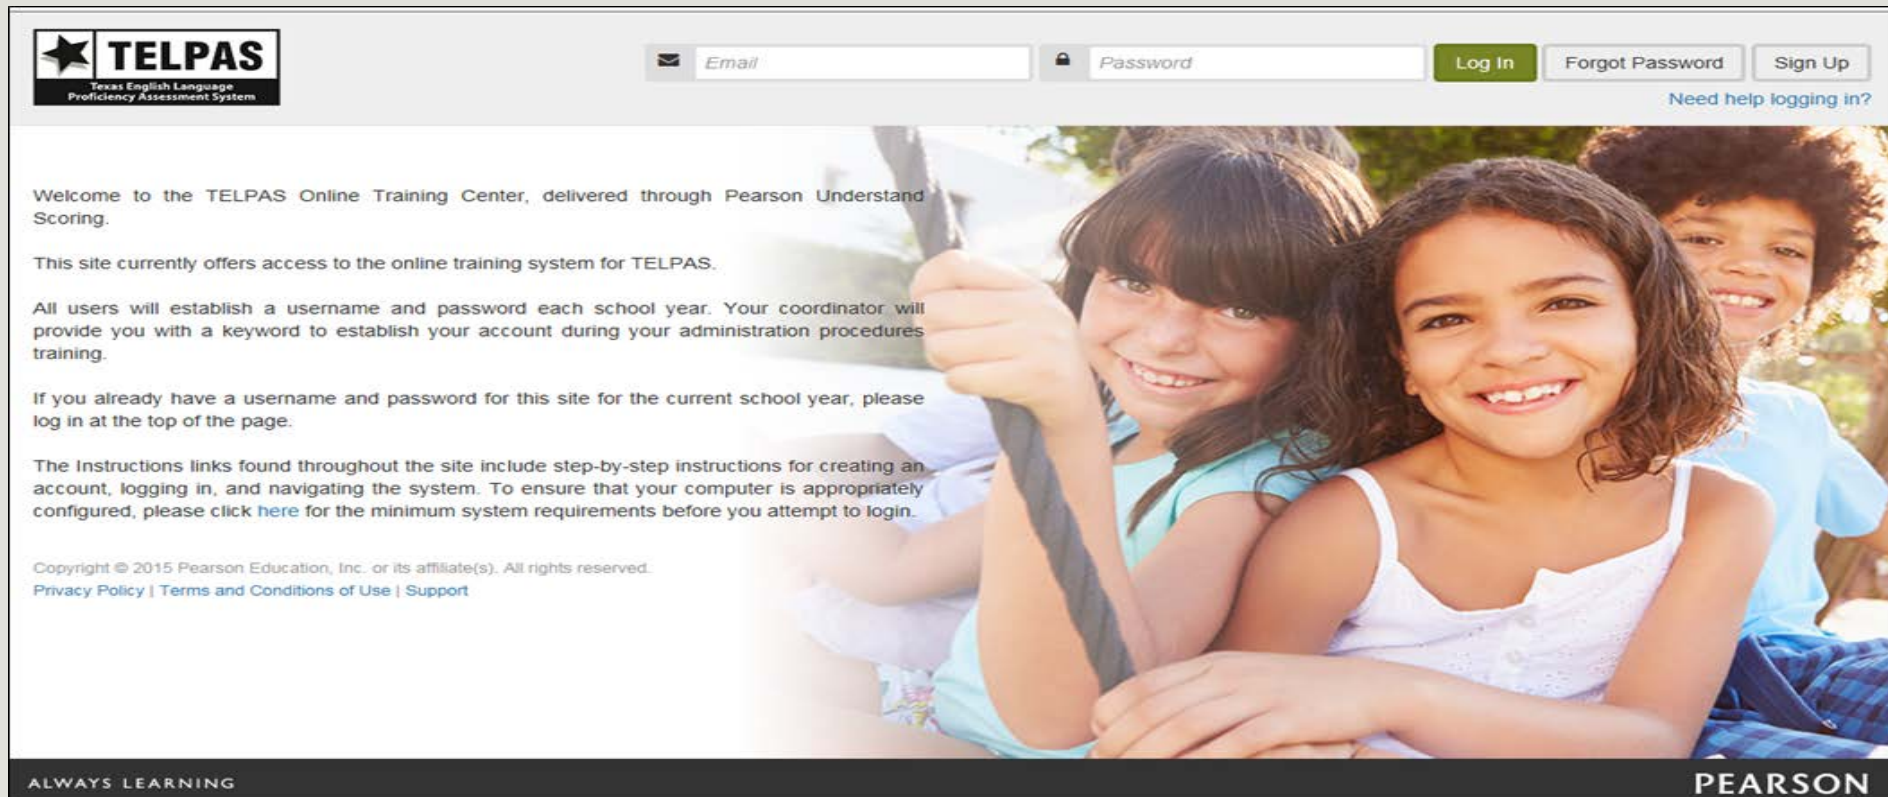 TELPAS
Texas English Language
Proficiency Assessment System
Email
Password
Log In
Forgot Password
Sign Up
Need help logging in?
Welcome to the TELPAS Online Training Center, delivered through Pearson Understand
Scoring.
This site currently offers access to the online training system for TELPAS.
All users will establish a username and password each school year. Your coordinator will
provide you with a keyword to establish your account during your administration procedures
training.
If you already have a username and password for this site for the current school year, please
log in at the top of the page.
The Instructions links found throughout the site include step-by-step instructions for creating an
account, logging in, and navigating the system. To ensure that your computer is appropriately
configured, please click here for the minimum system requirements before you attempt to login.
Copyright © 2015 Pearson Education, Inc. or its affiliate(s). All rights reserved.
Privacy Policy | Terms and Conditions of Use | Support
ALWAYS LEARNING
PEARSON